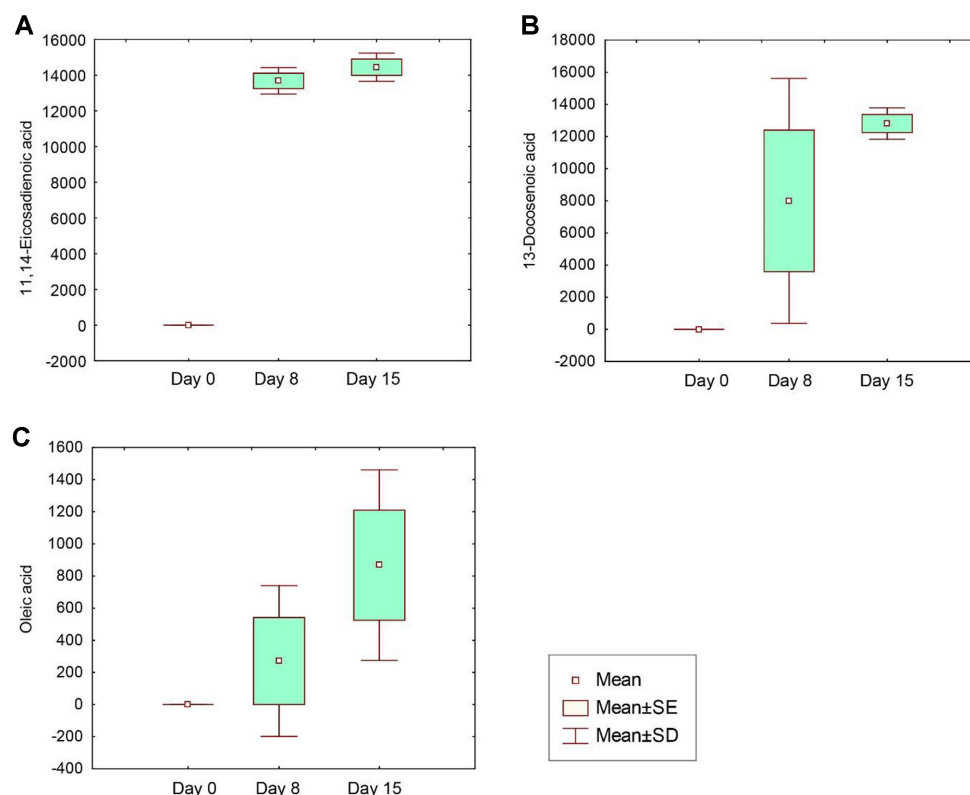 A
11,14-Eicosadienoic acid
16000
14000
12000
10000
8000
6000
4000
2000
0
-2000
Day 0 Day 8 Day 15
B
13-Docosenoic acid
18000
16000
14000
12000
10000
8000
6000
4000
2000
0
-2000
Day 0 Day 8 Day 15
C
Oleic acid
1600
1400
1200
1000
800
600
400
200
0
-200
-400
Day 0 Day 8 Day 15
Mean
Mean±SE
Mean±SD